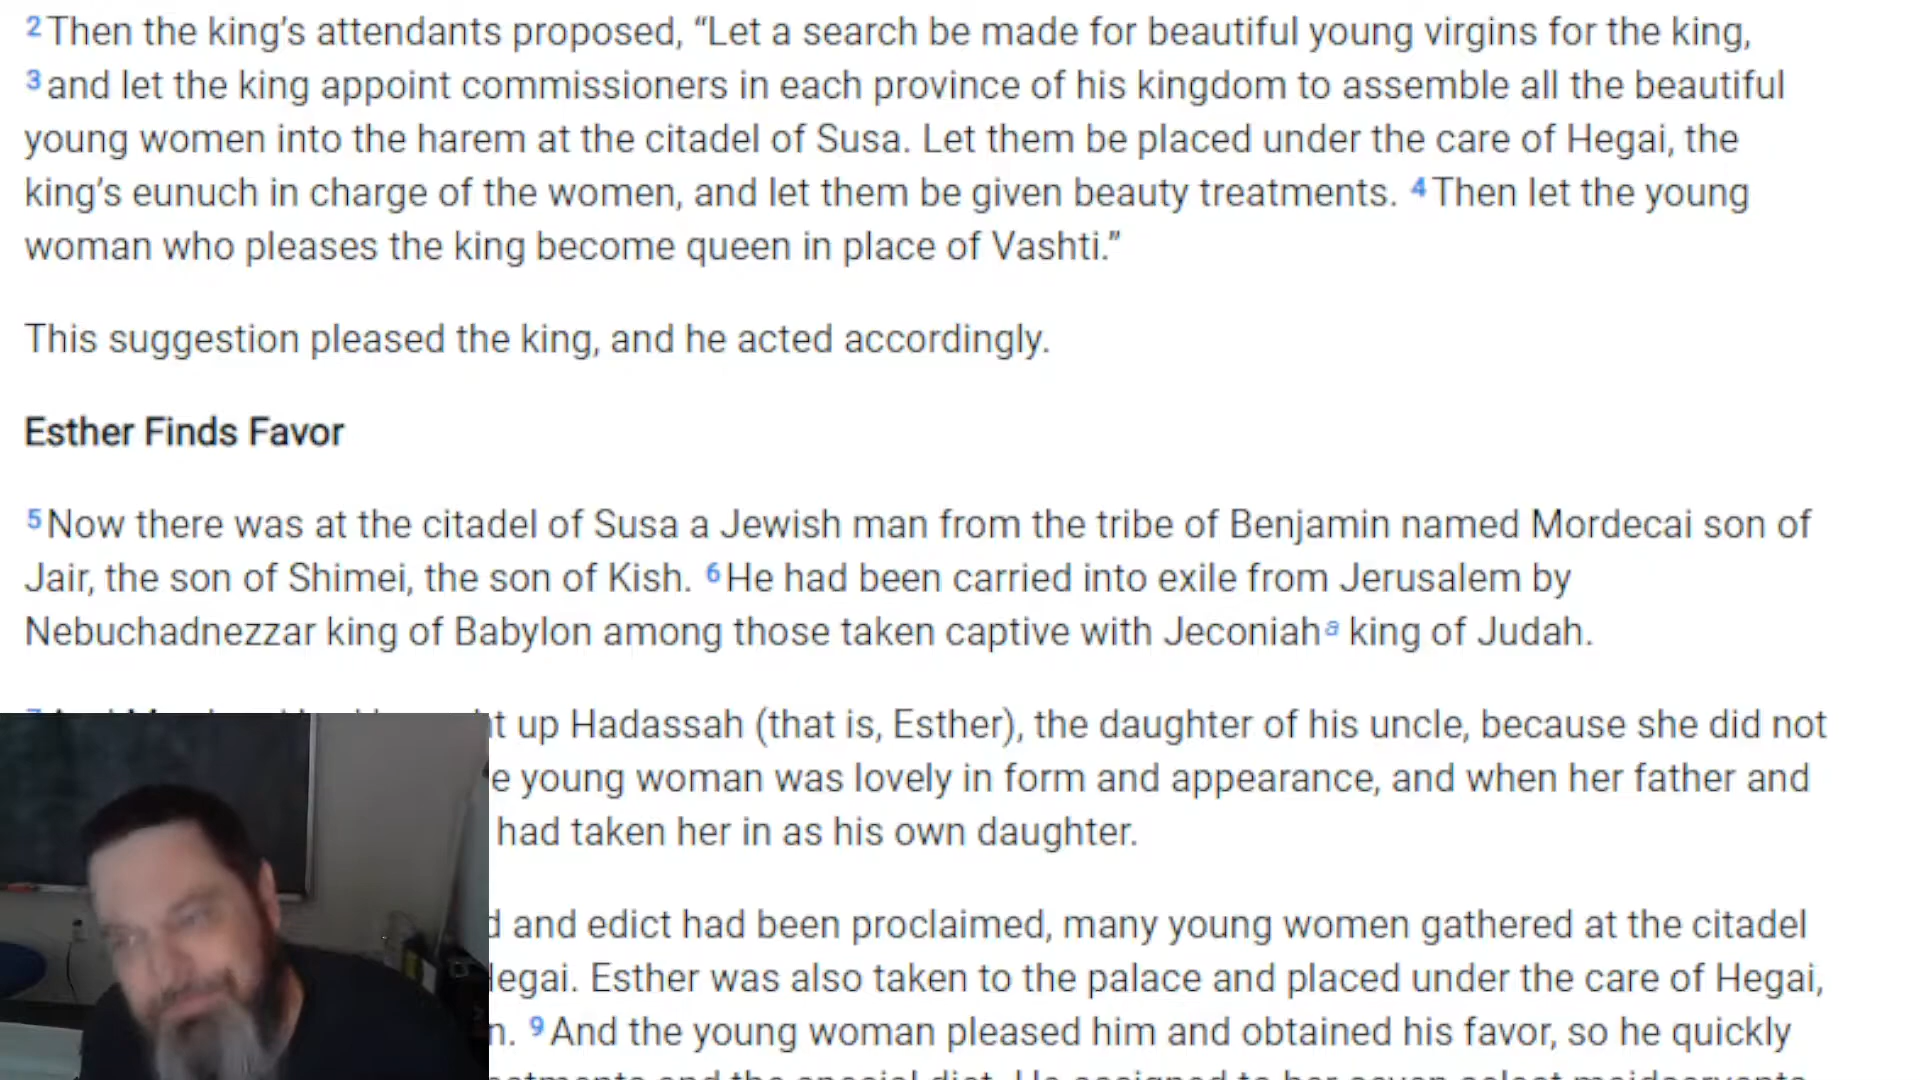 2 Then the king’s attendants proposed, “Let a search be made for beautiful young virgins for the king,
3 and let the king appoint commissioners in each province of his kingdom to assemble all the beautiful
young women into the harem at the citadel of Susa. Let them be placed under the care of Hegai, the
king’s eunuch in charge of the women, and let them be given beauty treatments. 4 Then let the young
woman who pleases the king become queen in place of Vashti.”
This suggestion pleased the king, and he acted accordingly.
Esther Finds Favor
5 Now there was at the citadel of Susa a Jewish man from the tribe of Benjamin named Mordecai son of
Jair, the son of Shimei, the son of Kish. 6 He had been carried into exile from Jerusalem by
Nebuchadnezzar king of Babylon among those taken captive with Jeconiah a king of Judah.
up Hadassah (that is, Esther), the daughter of his uncle, because she did not
young woman was lovely in form and appearance, and when her father and
had taken her in as his own daughter.
and edict had been proclaimed, many young women gathered at the citadel
Esther was also taken to the palace and placed under the care of Hegai,
9 And the young woman pleased him and obtained his favor, so he quickly